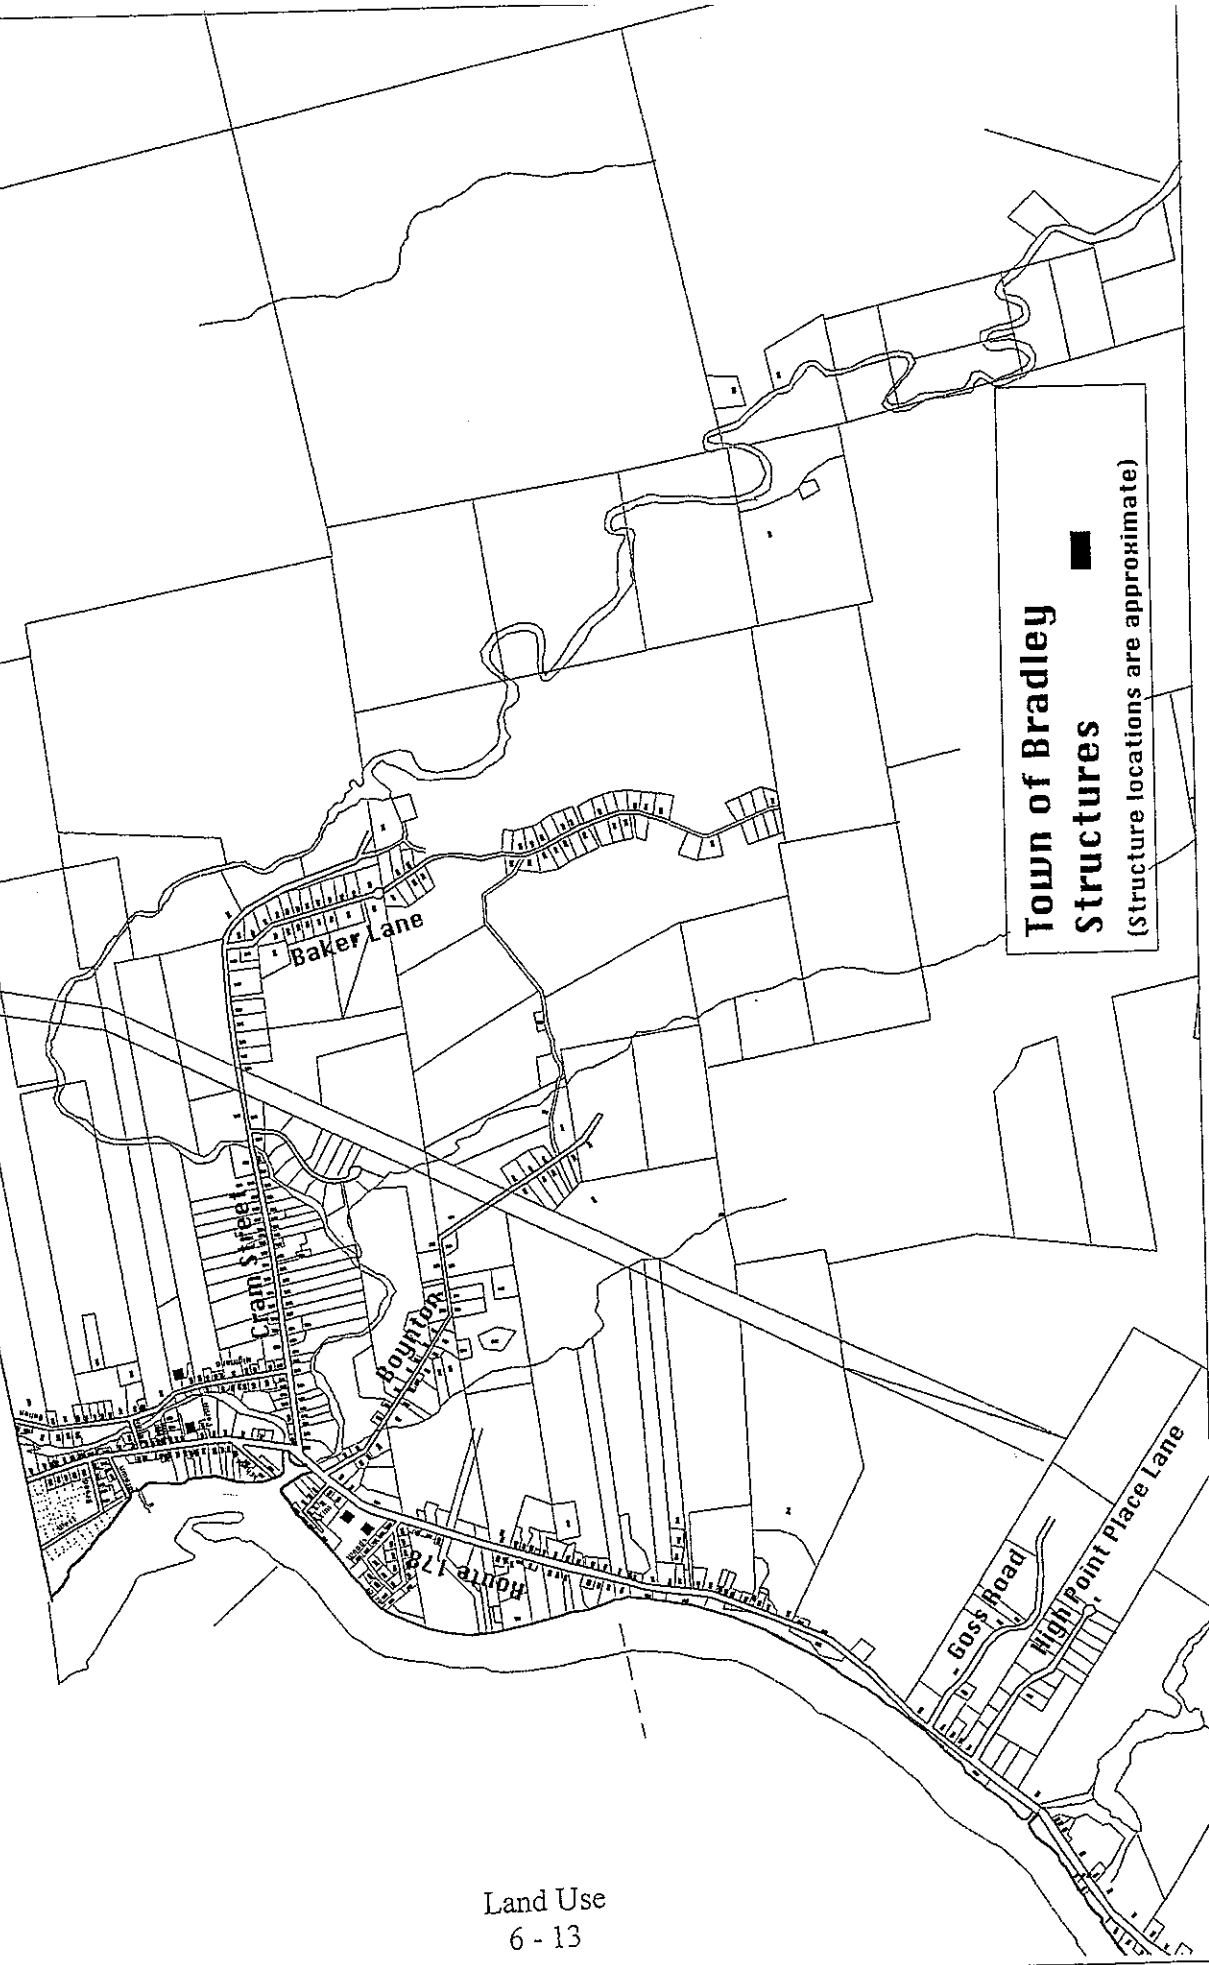 Town of Bradley
Structures
(Structure locations are approximate)
Baker Lane
Cram Street
Boynton
Route 178
Goss Road
High Point Place Lane
Land Use
6 - 13